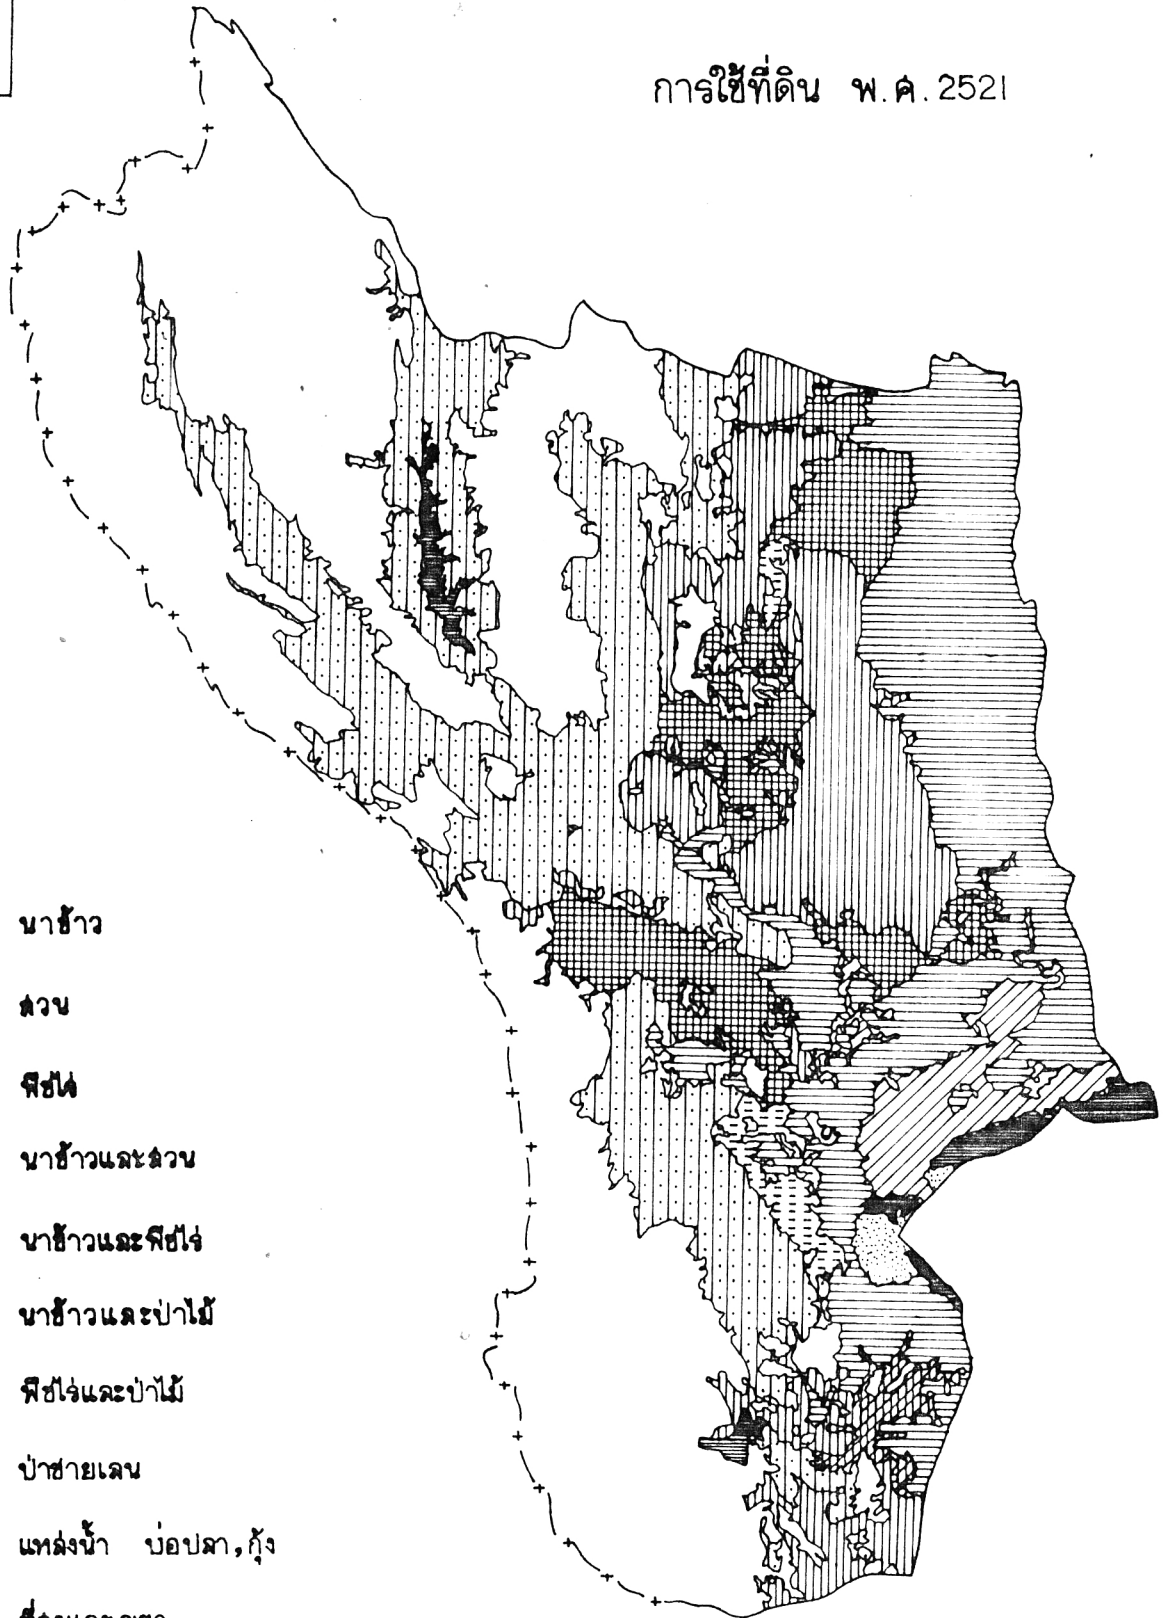 การใช้ที่ดิน พ.ศ. 2521
นาข้าว
สวน
พืชไร่
นาข้าวและสวน
นาข้าวและพืชไร่
นาข้าวและป่าไม้
พืชไร่และป่าไม้
ป่าชายเลน
แหล่งน้ำ บ่อปลา,กุ้ง